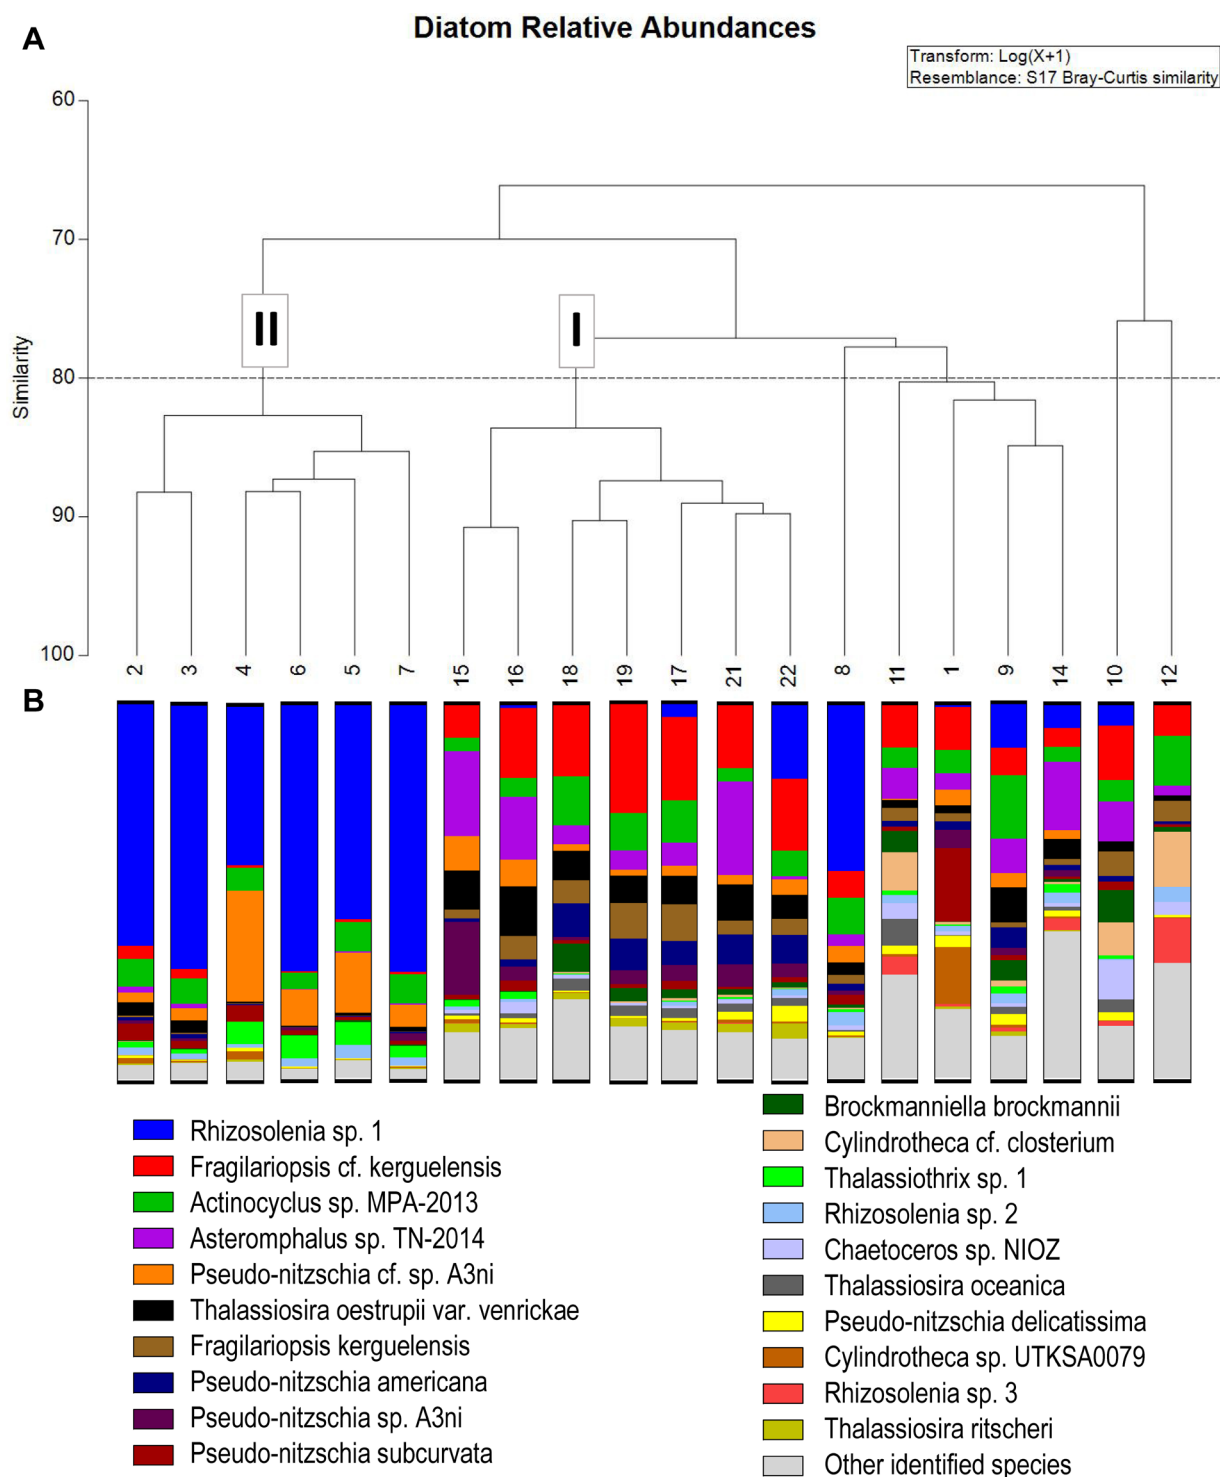 A
Diatom Relative Abundances
Transform: Log(X+1)
Resemblance: S17 Bray-Curtis similarity
60
70
80
90
100
Similarity
II
I
2 3 4 6 5 7 15 16 18 19 17 21 22 8 11 1 9 14 10 12
B
Rhizosolenia sp. 1
Fragilariopsis cf. kerguelensis
Actinocyclus sp. MPA-2013
Asteromphalus sp. TN-2014
Pseudo-nitzschia cf. sp. A3ni
Thalassiosira oestrupii var. venrickae
Fragilariopsis kerguelensis
Pseudo-nitzschia americana
Pseudo-nitzschia sp. A3ni
Pseudo-nitzschia subcurvata
Brockmanniella brockmannii
Cylindrotheca cf. closterium
Thalassiothrix sp. 1
Rhizosolenia sp. 2
Chaetoceros sp. NIOZ
Thalassiosira oceanica
Pseudo-nitzschia delicatissima
Cylindrotheca sp. UTKSA0079
Rhizosolenia sp. 3
Thalassiosira ritscheri
Other identified species